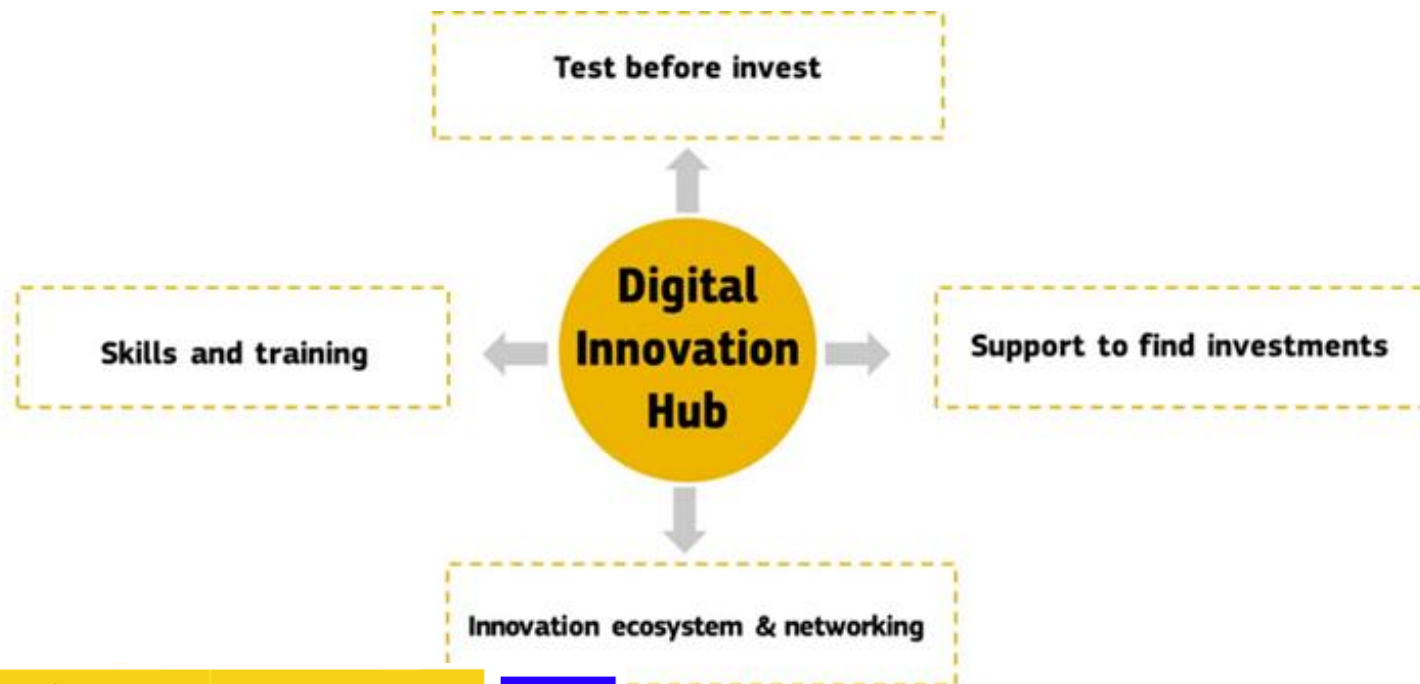 Test before invest
Skills and training
Digital
Innovation
Hub
Support to find investments
Innovation ecosystem & networking